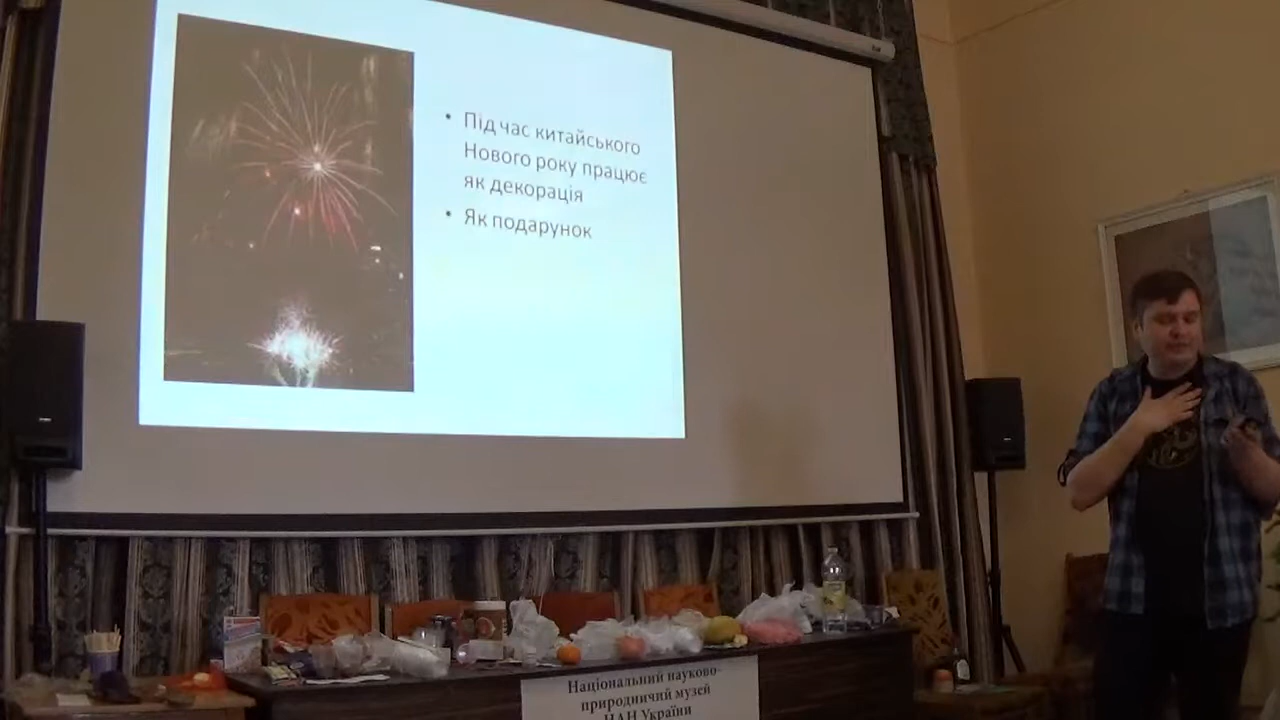 • Під час китайського
Нового року працює
як декорація
• Як подарунок
Національний науково-
природничий музей
НАН України